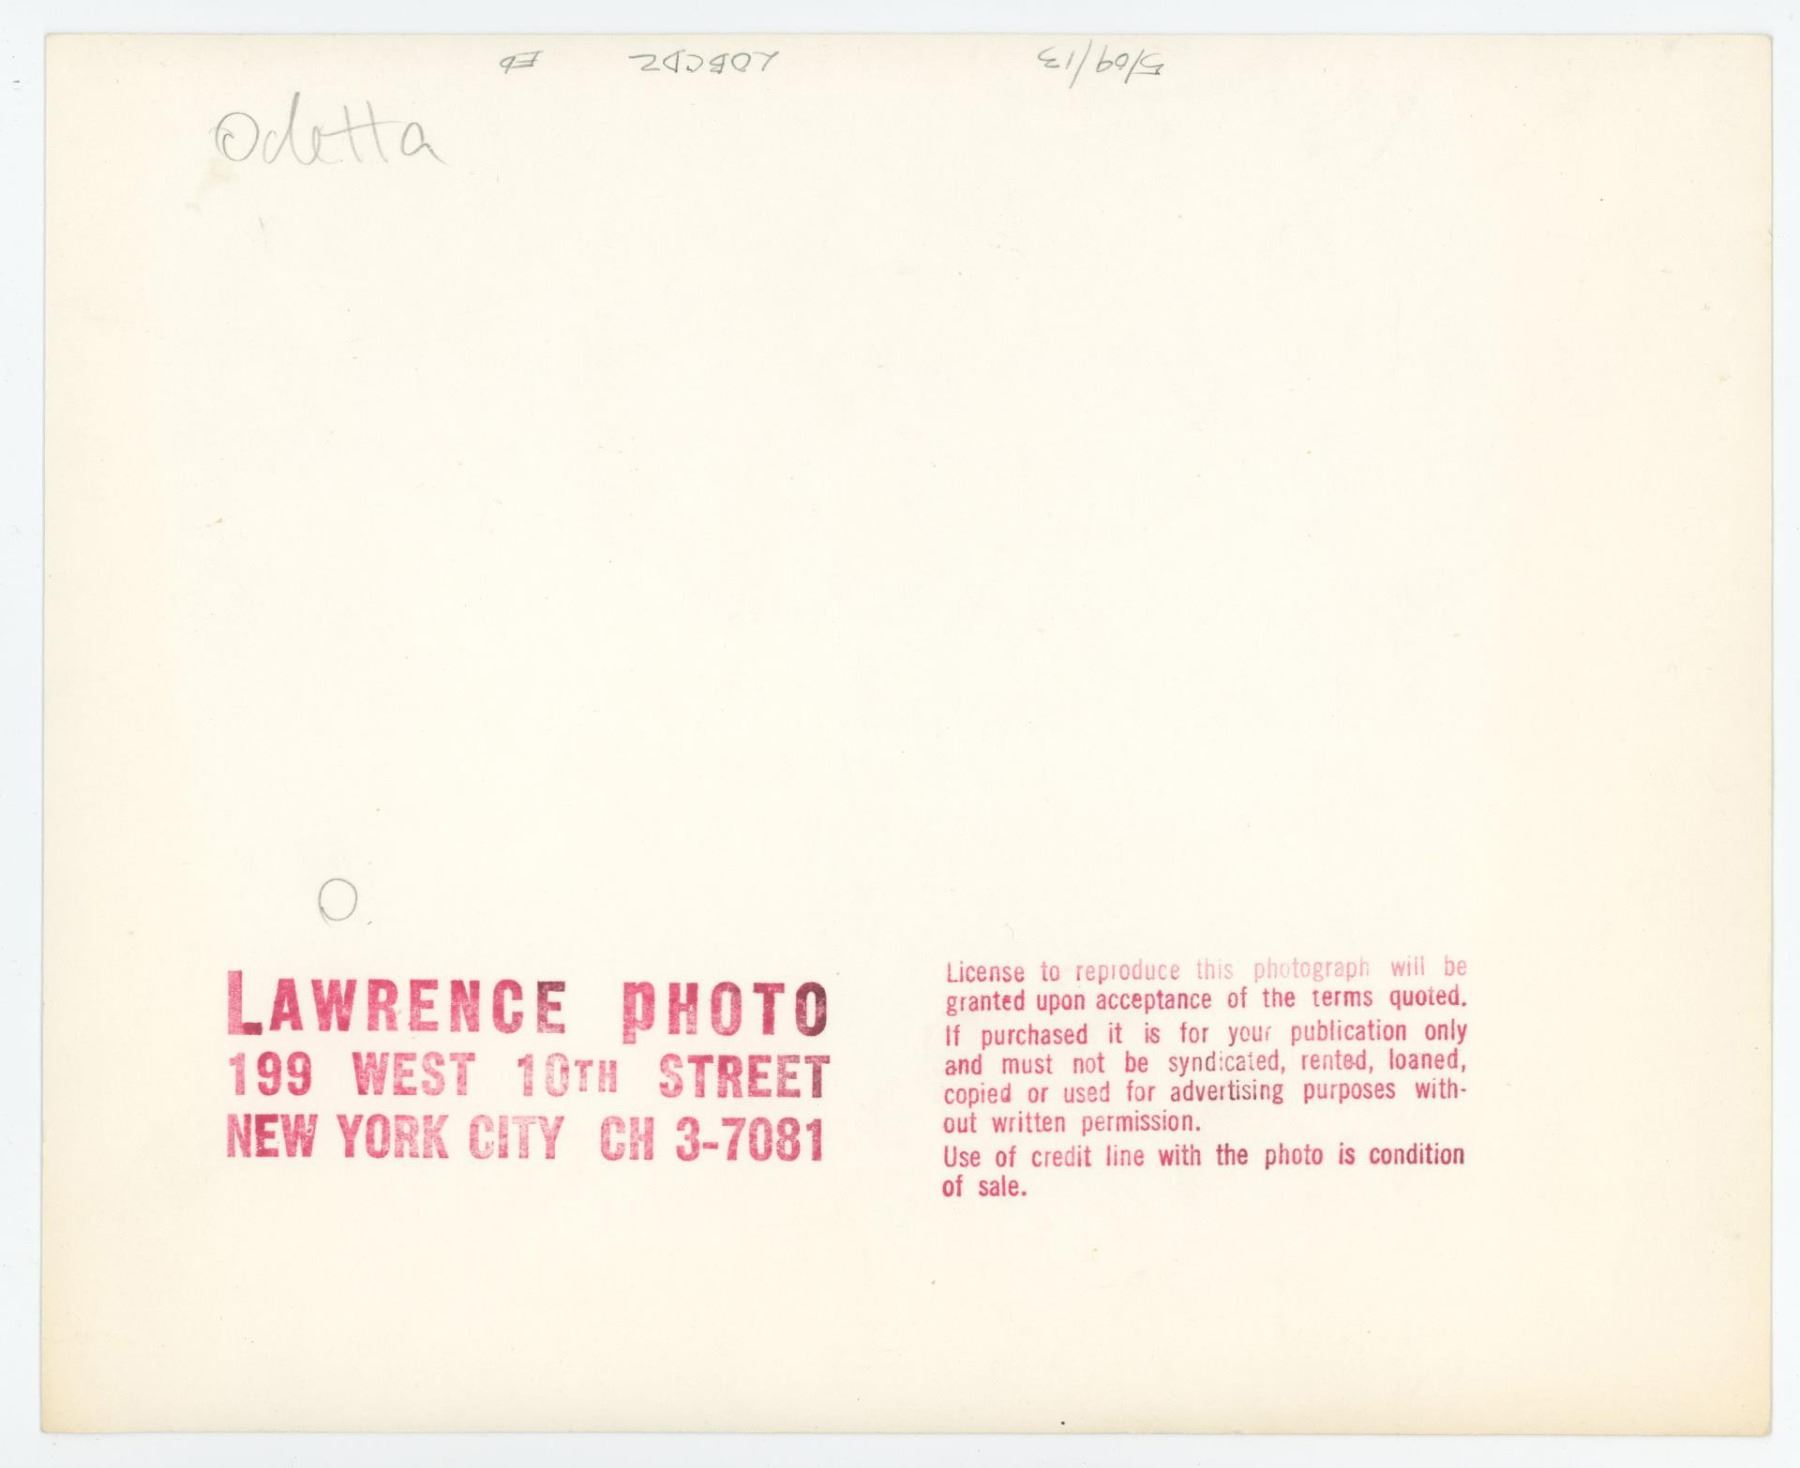 5/09/13
Odetta
LAWRENCE PHOTO
199 WEST 10TH STREET
NEW YORK CITY CH 3-7081
License to reproduce this photograph will be
granted upon acceptance of the terms quoted.
If purchased it is for your publication only
and must not be syndicated, rented, loaned,
copied or used for advertising purposes with-
out written permission.
Use of credit line with the photo is condition
of sale.